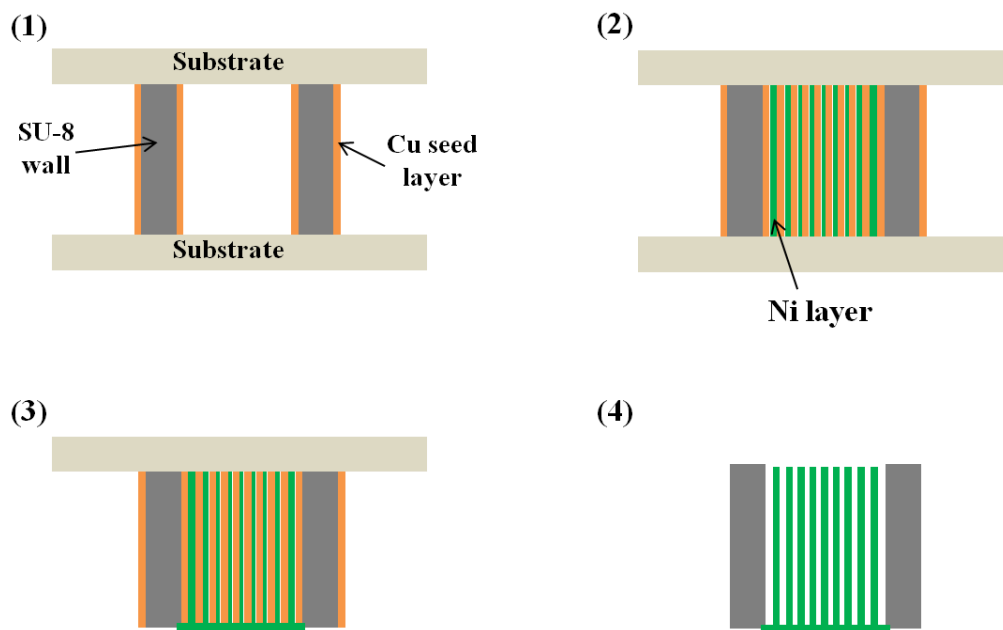 (1)
Substrate
SU-8
wall
Cu seed
layer
Substrate
(2)
Ni layer
(3)
(4)